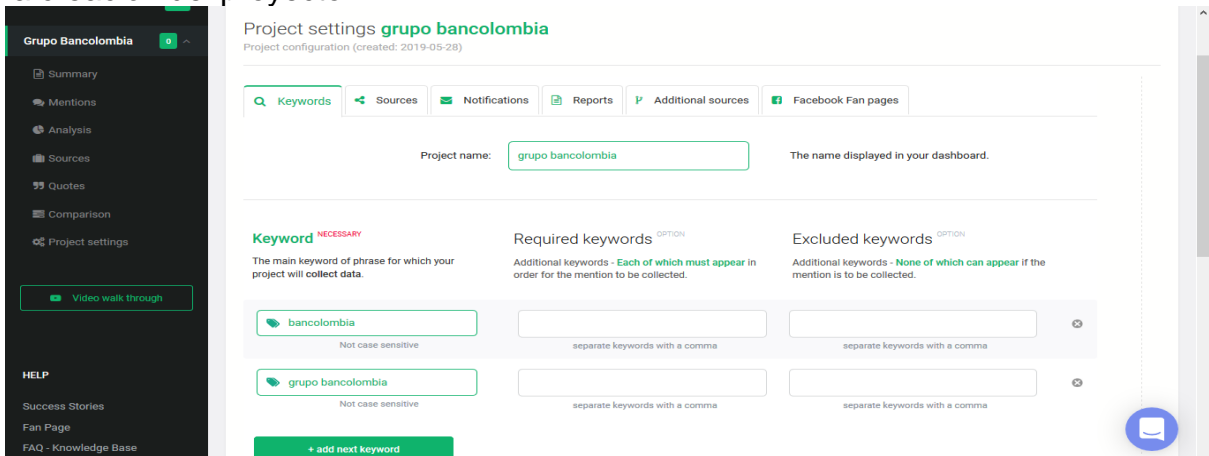 proyecto
Grupo Bancolombia 0
Summary
Mentions
Analysis
Sources
Quotes
Comparison
Project settings
Video walk through
HELP
Success Stories
Fan Page
FAQ - Knowledge Base
Project settings grupo bancolombia
Project configuration (created: 2019-05-28)
Keywords Sources Notifications Reports Additional sources Facebook Fan pages
Project name: grupo bancolombia The name displayed in your dashboard.
Keyword NECESSARY
The main keyword of phrase for which your
project will collect data.
Required keywords OPTION
Additional keywords - Each of which must appear in
order for the mention to be collected.
Excluded keywords OPTION
Additional keywords - None of which can appear if the
mention is to be collected.
bancolombia
Not case sensitive separate keywords with a comma separate keywords with a comma
grupo bancolombia
Not case sensitive separate keywords with a comma separate keywords with a comma
+ add next keyword